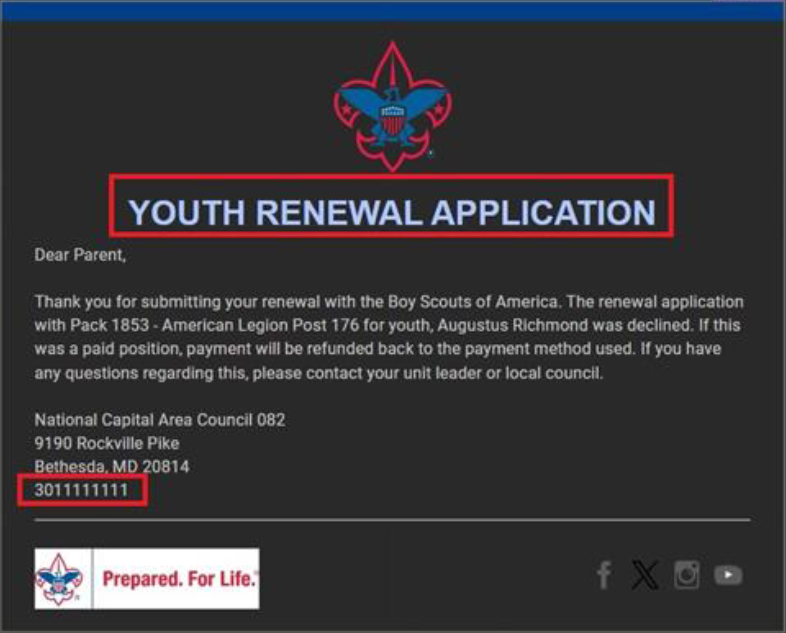 YOUTH RENEWAL APPLICATION
Dear Parent,
Thank you for submitting your renewal with the Boy Scouts of America. The renewal application
with Pack 1853 - American Legion Post 176 for youth, Augustus Richmond was declined. If this
was a paid position, payment will be refunded back to the payment method used. If you have
any questions regarding this, please contact your unit leader or local council.
National Capital Area Council 082
9190 Rockville Pike
Bethesda, MD 20814
3011111111
Prepared. For Life.